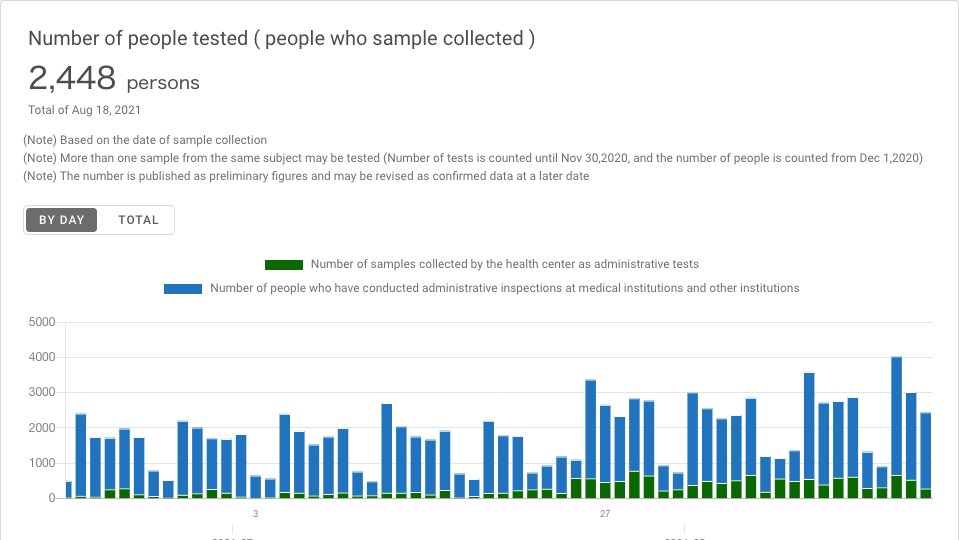 Number of people tested ( people who sample collected )
2,448 persons
Total of Aug 18, 2021
(Note) Based on the date of sample collection
(Note) More than one sample from the same subject may be tested (Number of tests is counted until Nov 30,2020, and the number of people is counted from Dec 1,2020)
(Note) The number is published as preliminary figures and may be revised as confirmed data at a later date
BY DAY TOTAL
Number of samples collected by the health center as administrative tests
Number of people who have conducted administrative inspections at medical institutions and other institutions
5000
4000
3000
2000
1000
0
3 27